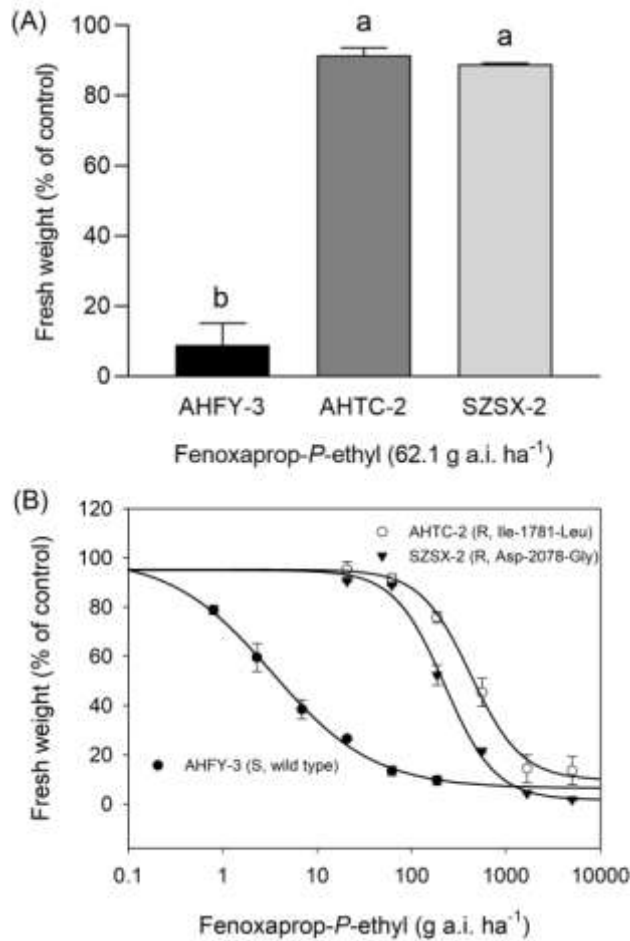 (A)
Fresh weight (% of control)
100
80
60
40
20
0
b
a
a
AHFY-3
AHTC-2
SZSX-2
Fenoxaprop-P-ethyl (62.1 g a.i. ha⁻¹)
(B)
Fresh weight (% of control)
120
100
80
60
40
20
0
AHTC-2 (R, Ile-1781-Leu)
SZSX-2 (R, Asp-2078-Gly)
AHFY-3 (S, wild type)
0.1
1
10
100
1000
10000
Fenoxaprop-P-ethyl (g a.i. ha⁻¹)